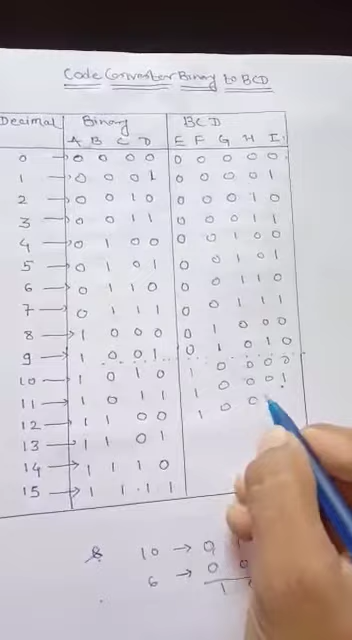 Code Converter Binary to BCD
Decimal Binary BCD
A B C D E F G H I
0 → 0 0 0 0 0 0 0 0 0
1 → 0 0 0 1 0 0 0 0 1
2 → 0 0 1 0 0 0 0 1 0
3 → 0 0 1 1 0 0 0 1 1
4 → 0 1 0 0 0 0 1 0 0
5 → 0 1 0 1 0 0 1 0 1
6 → 0 1 1 0 0 0 1 1 0
7 → 0 1 1 1 0 0 1 1 1
8 → 1 0 0 0 0 1 0 0 0
9 → 1 0 0 1 0 1 0 1 0
10 → 1 0 1 0 1 0 0 0 0
11 → 1 0 1 1 1 0 0 0 1
12 → 1 1 0 0 1 0 0
13 → 1 1 0 1
14 → 1 1 1 0
15 → 1 1 1 1
10 → 0 1
6 → 0 0
1